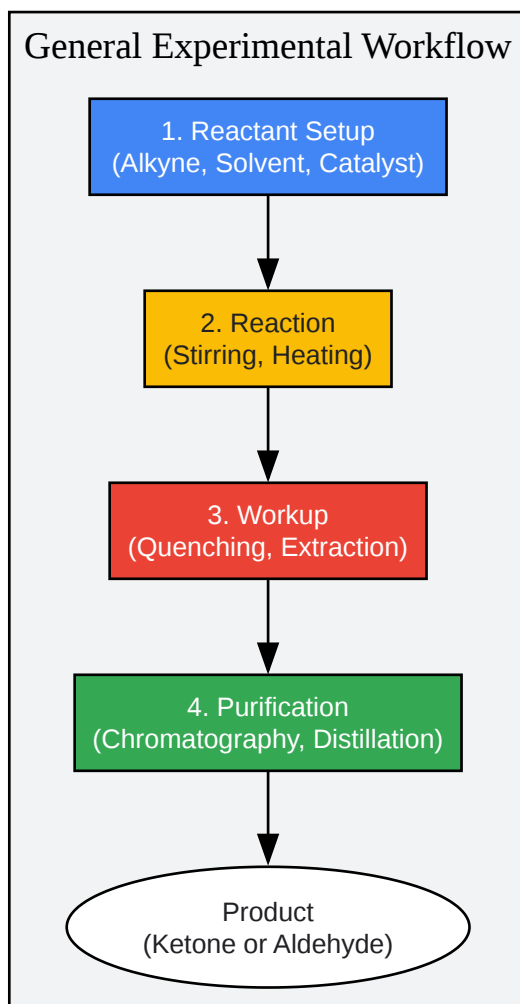 General Experimental Workflow
1. Reactant Setup
(Alkyne, Solvent, Catalyst)
2. Reaction
(Stirring, Heating)
3. Workup
(Quenching, Extraction)
4. Purification
(Chromatography, Distillation)
Product
(Ketone or Aldehyde)